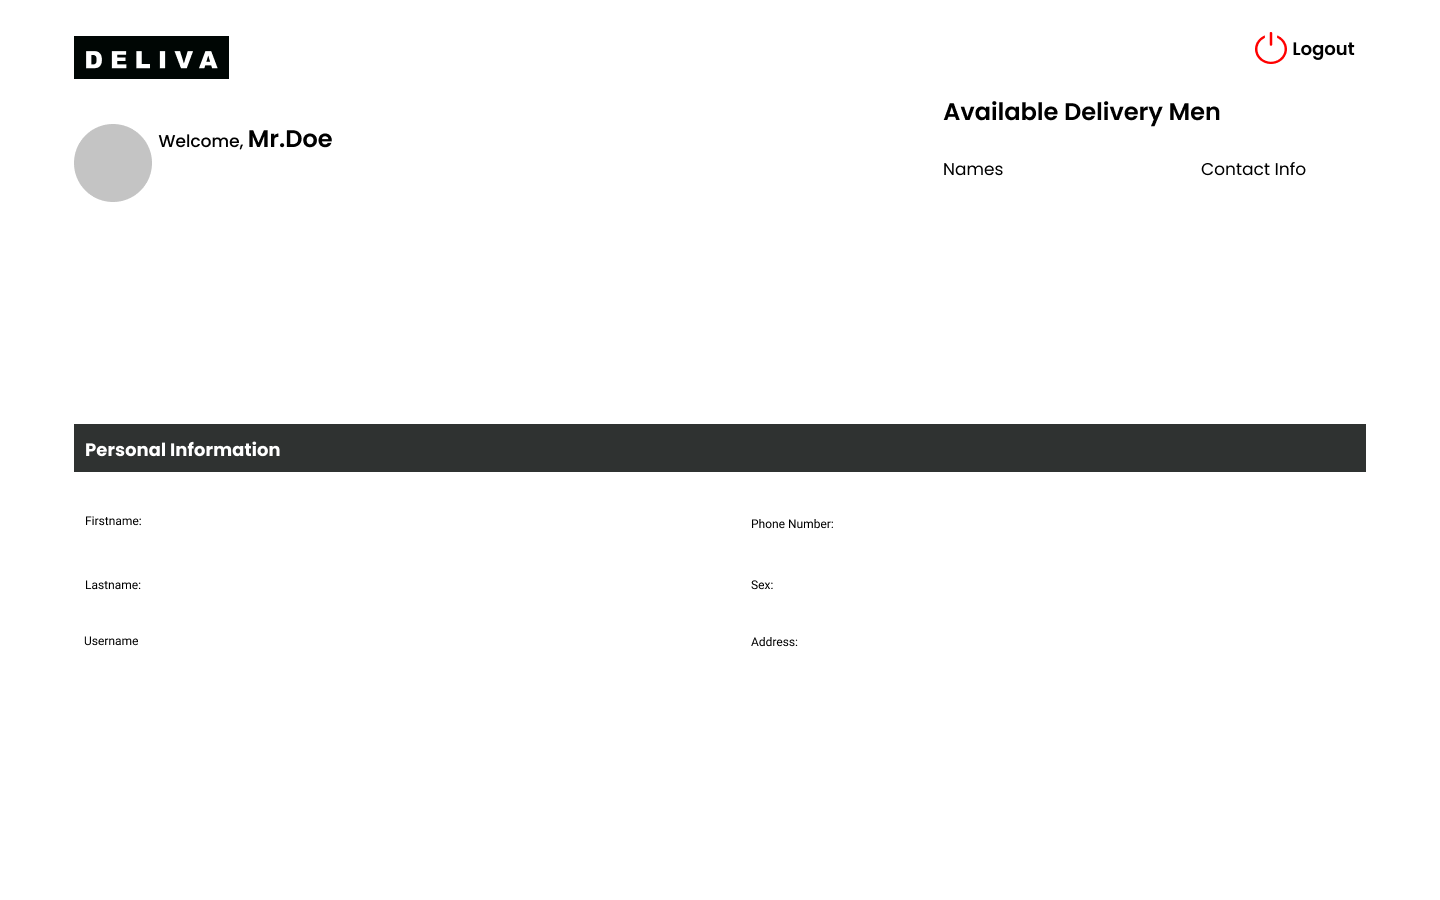 DELIVA
Logout
Welcome, Mr.Doe
Available Delivery Men
Names
Contact Info
Personal Information
Firstname:
Phone Number:
Lastname:
Sex:
Username
Address: